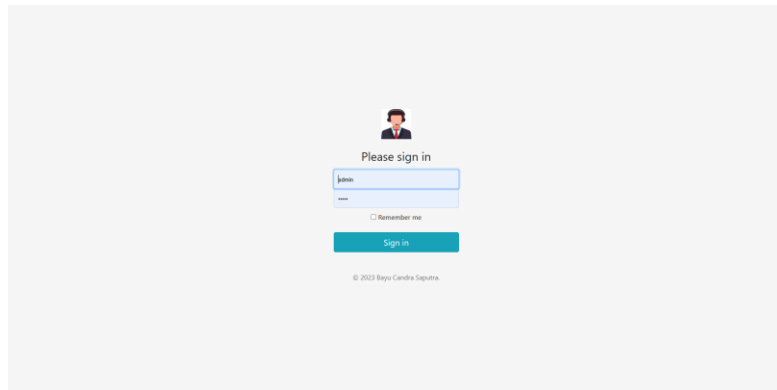 Please sign in
admin
•••••
Remember me
Sign in
© 2023 Bayu Candra Saputra.